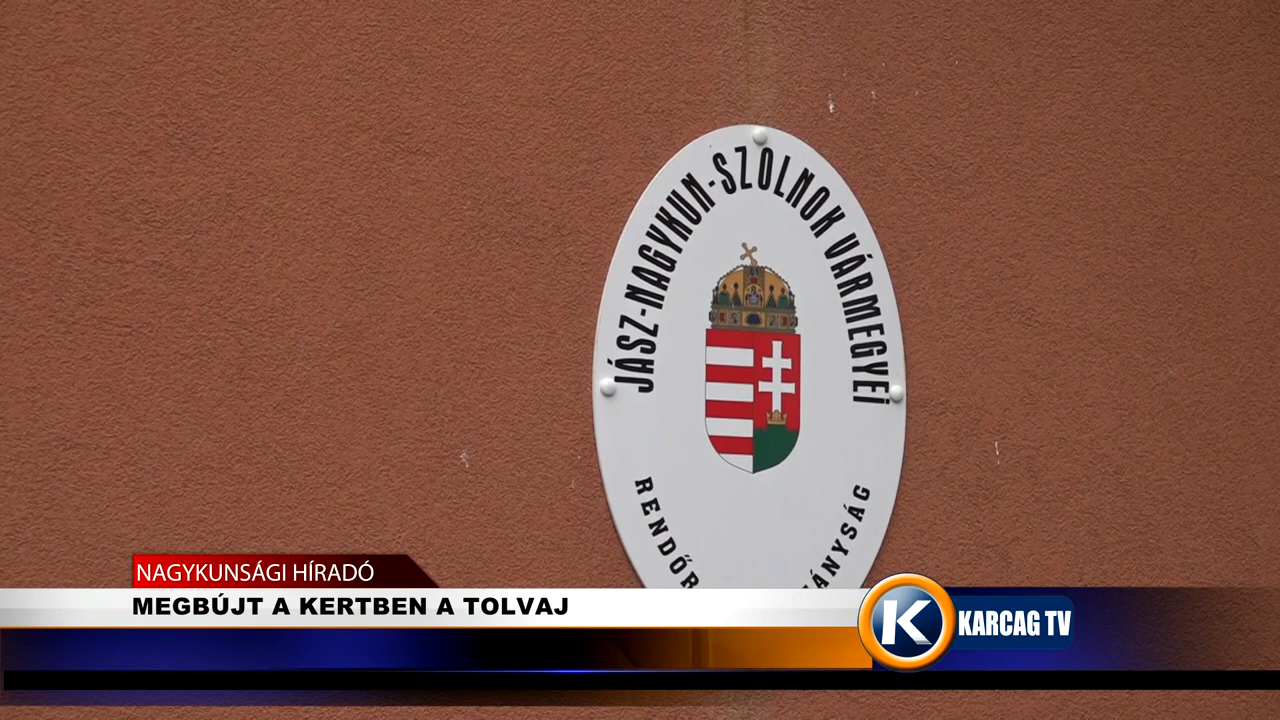 JÁSZ-NAGYKUN-SZOLNOK VÁRMEGYEI
NAGYKUNSÁGI HÍRADÓ
MEGBÚJT A KERTBEN A TOLVAJ
K KARCAG TV